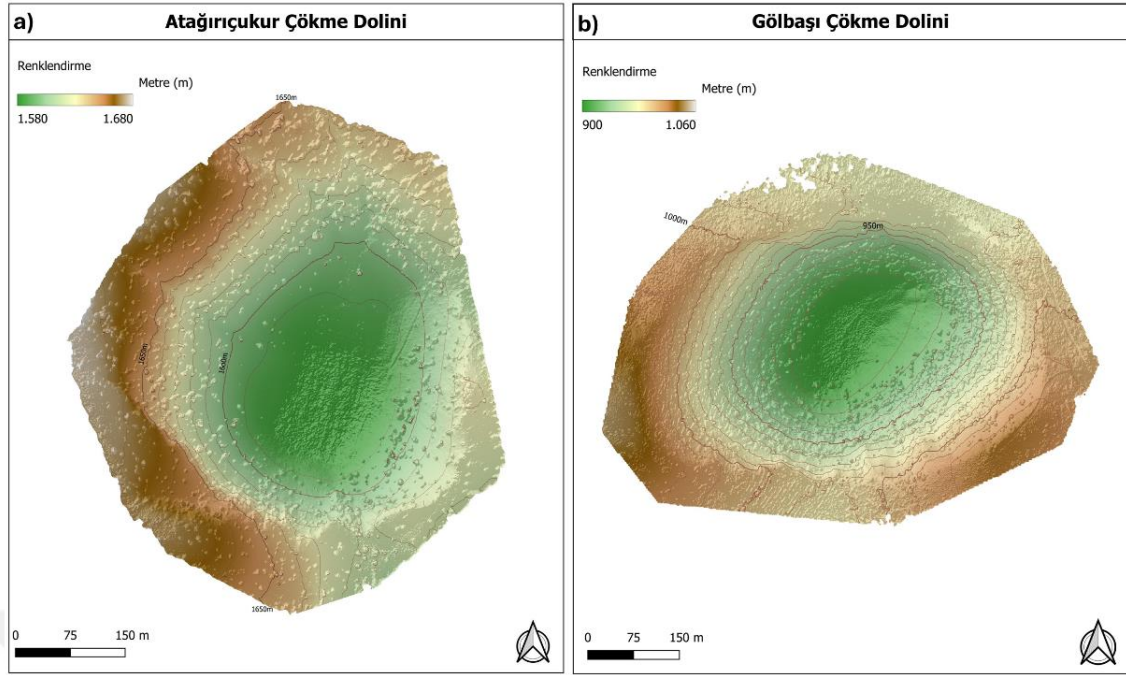 a)
Atağırıçukur Çökme Dolini
Renklendirme
Metre (m)
1.580 1.680
1650m
1650m
1600m
1650m
0 75 150 m
b)
Gölbaşı Çökme Dolini
Renklendirme
Metre (m)
900 1.060
1000m
950m
0 75 150 m